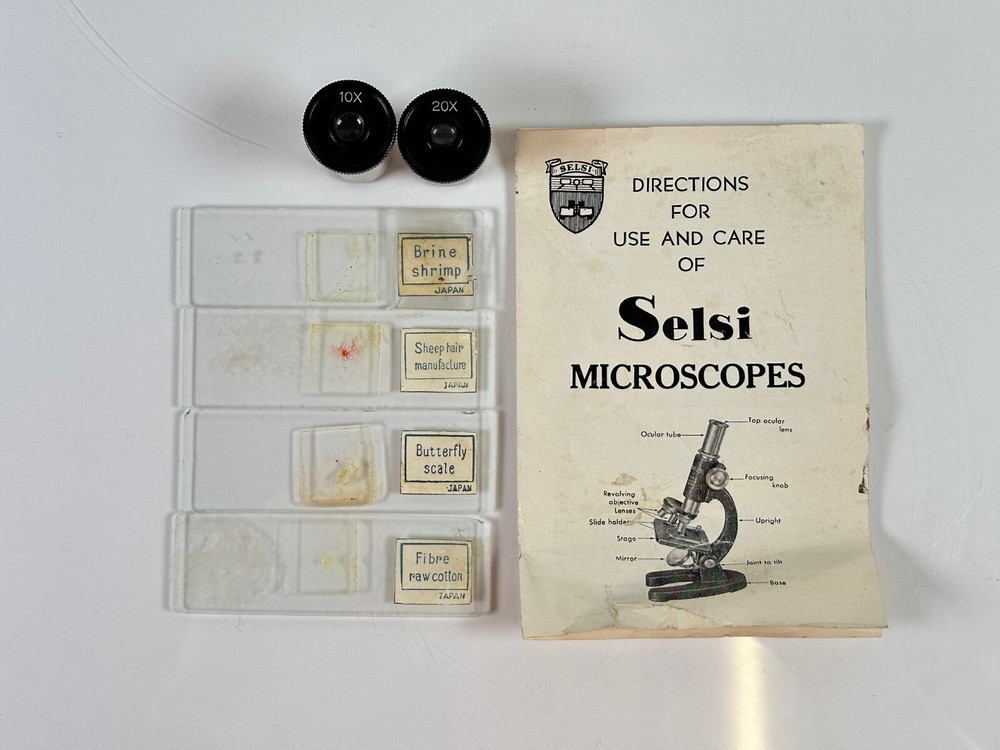 10X
20X
Brine
shrimp
JAPAN
Sheep hair
manufacture
JAPAN
Butterfly
scale
JAPAN
Fibre
raw cotton
JAPAN
SELSI
DIRECTIONS
FOR
USE AND CARE
OF
Selsi
MICROSCOPES
Top ocular
lens
Ocular tube
Focusing
knob
Revolving
objective
Lenses
Slide holder
Upright
Stage
Mirror
Joint to tilt
Base